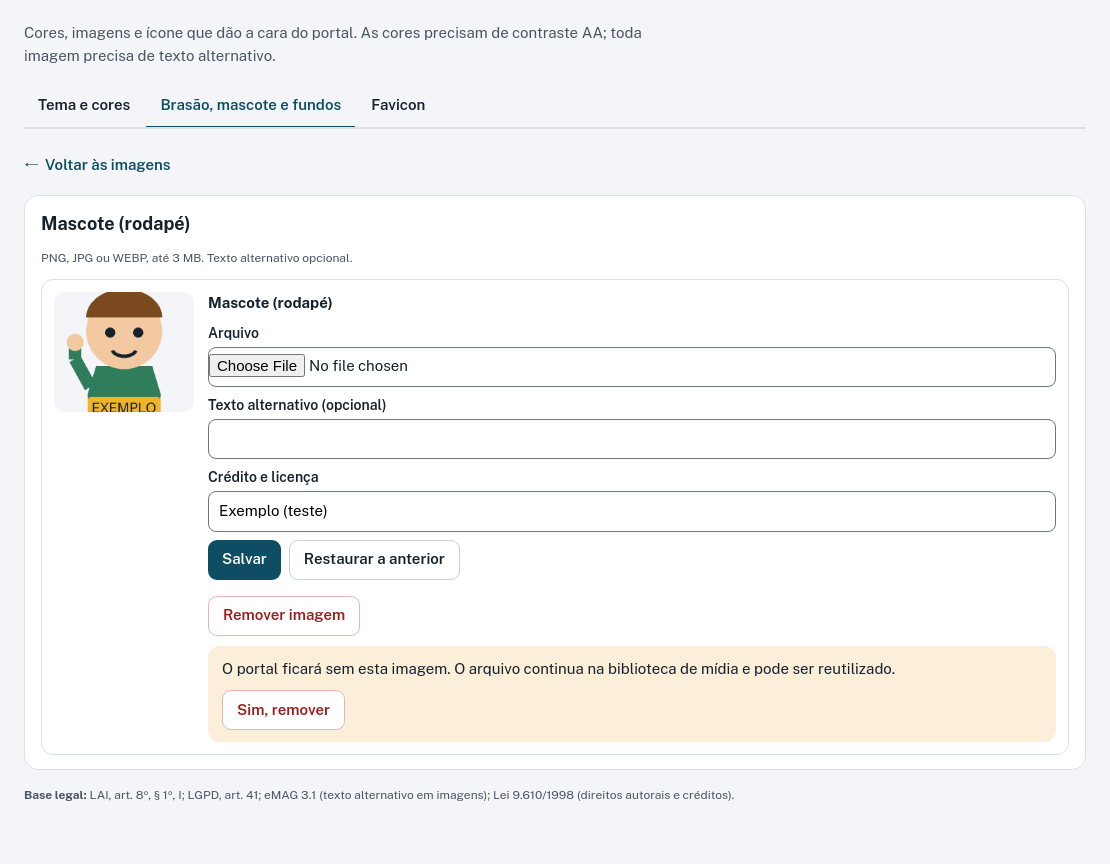 Cores, imagens e ícone que dão a cara do portal. As cores precisam de contraste AA; toda
imagem precisa de texto alternativo.
Tema e cores
Brasão, mascote e fundos
Favicon
← Voltar às imagens
Mascote (rodapé)
PNG, JPG ou WEBP, até 3 MB. Texto alternativo opcional.
EXEMPLO
Mascote (rodapé)
Arquivo
Choose File No file chosen
Texto alternativo (opcional)
Crédito e licença
Exemplo (teste)
Salvar
Restaurar a anterior
Remover imagem
O portal ficará sem esta imagem. O arquivo continua na biblioteca de mídia e pode ser reutilizado.
Sim, remover
Base legal: LAI, art. 8º, § 1º, I; LGPD, art. 41; eMAG 3.1 (texto alternativo em imagens); Lei 9.610/1998 (direitos autorais e créditos).